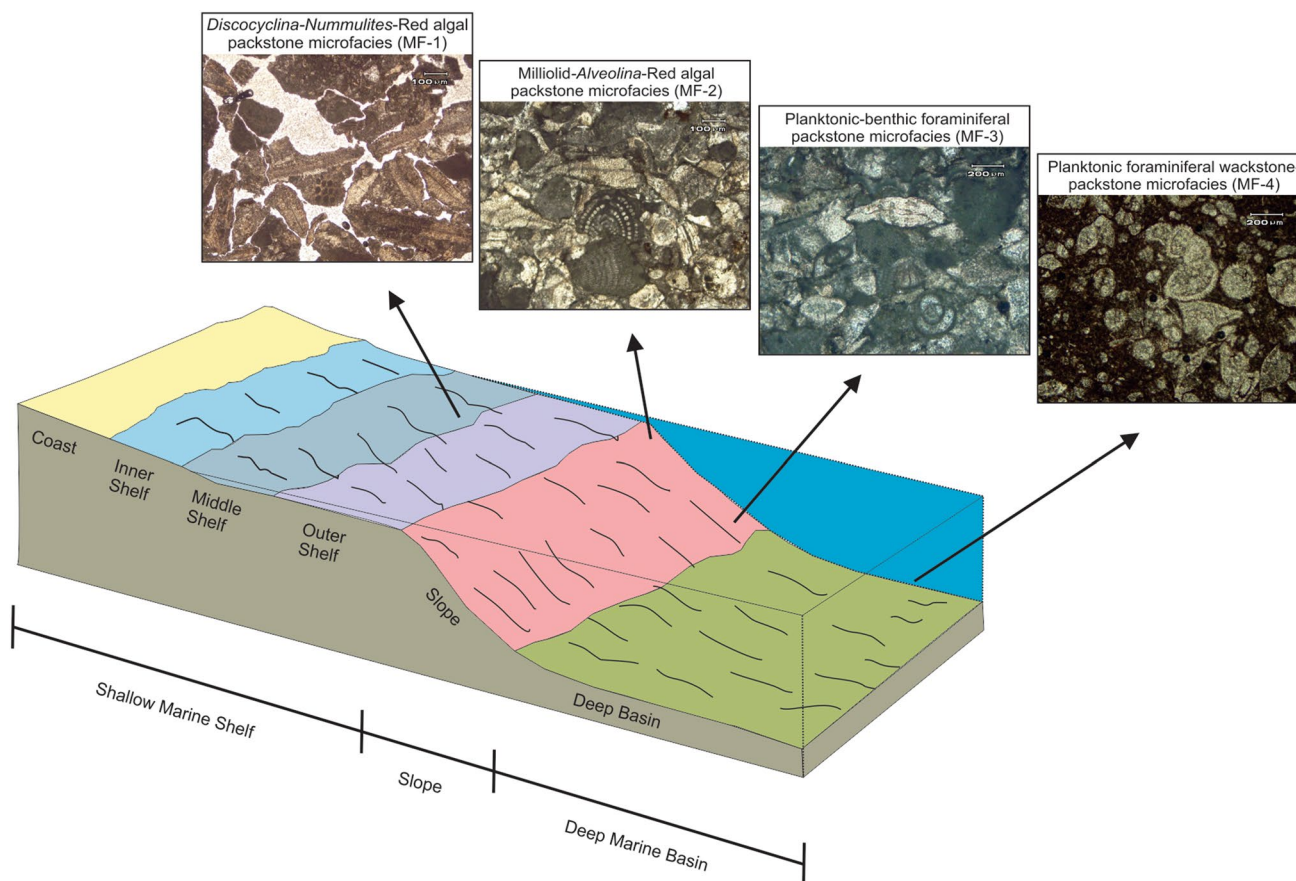 Discocyclina-Nummulites-Red algal
packstone microfacies (MF-1)
100 µm
Milliolid-Alveolina-Red algal
packstone microfacies (MF-2)
100 µm
Planktonic-benthic foraminiferal
packstone microfacies (MF-3)
200 µm
Planktonic foraminiferal wackstone-
packstone microfacies (MF-4)
200 µm
Coast
Inner
Shelf
Middle
Shelf
Outer
Shelf
Slope
Deep Basin
Shallow Marine Shelf
Slope
Deep Marine Basin